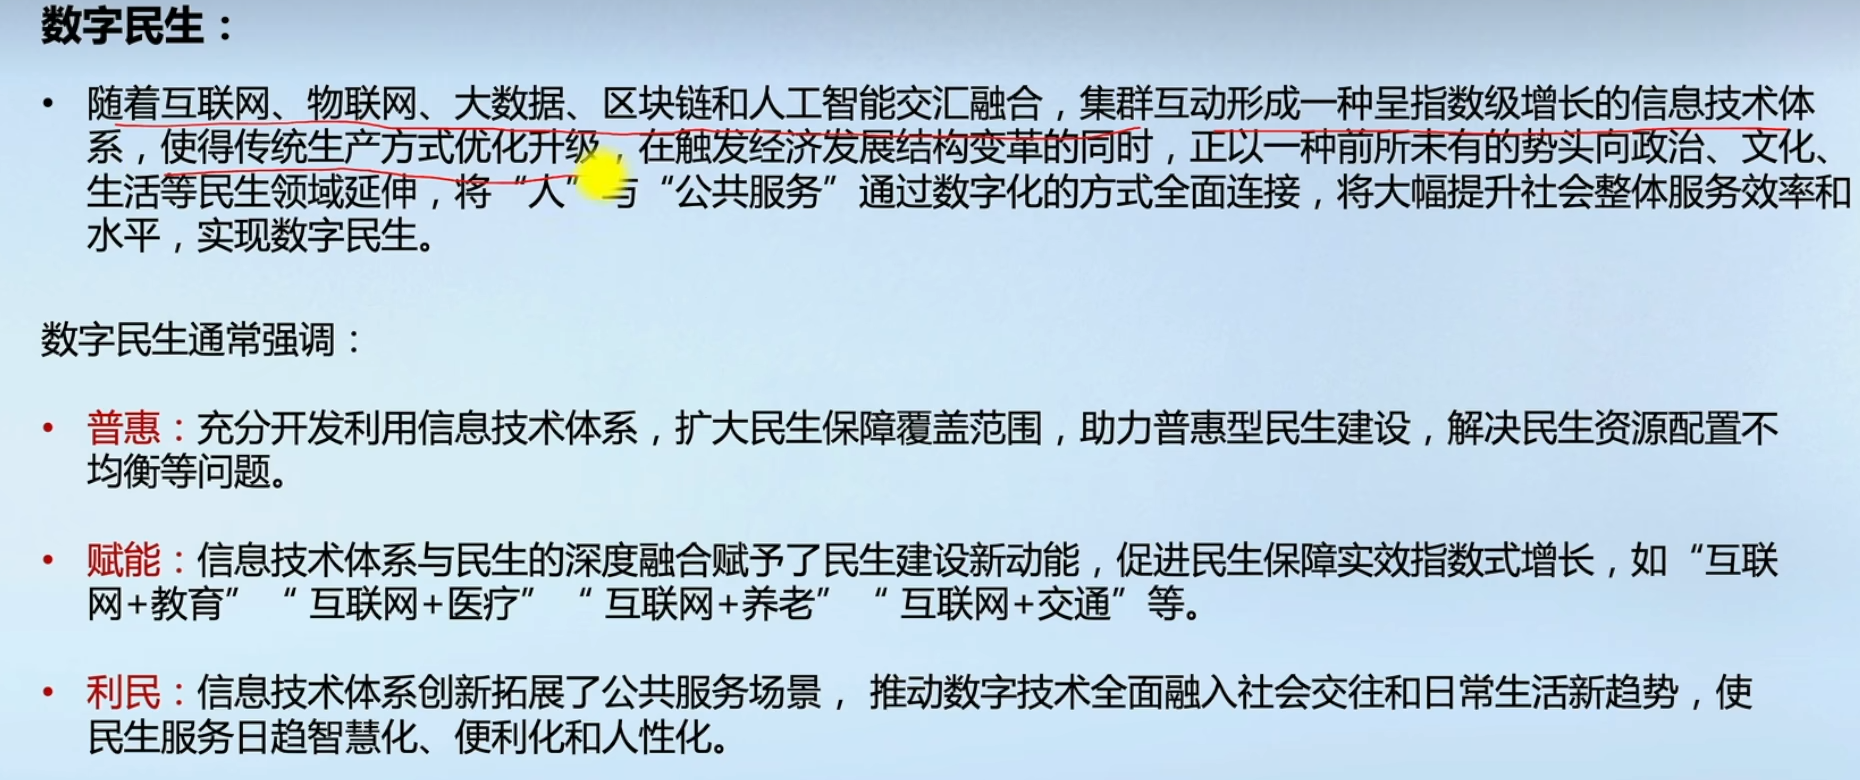 数字民生：
• 随着互联网、物联网、大数据、区块链和人工智能交汇融合，集群互动形成一种呈指数级增长的信息技术体
系，使得传统生产方式优化升级，在触发经济发展结构变革的同时，正以一种前所未有的势头向政治、文化、
生活等民生领域延伸，将“人”与“公共服务”通过数字化的方式全面连接，将大幅提升社会整体服务效率和
水平，实现数字民生。
数字民生通常强调：
• 普惠：充分开发利用信息技术体系，扩大民生保障覆盖范围，助力普惠型民生建设，解决民生资源配置不
均衡等问题。
• 赋能：信息技术体系与民生的深度融合赋予了民生建设新动能，促进民生保障实效指数式增长，如“互联
网+教育”“ 互联网+医疗”“ 互联网+养老”“ 互联网+交通”等。
• 利民：信息技术体系创新拓展了公共服务场景， 推动数字技术全面融入社会交往和日常生活新趋势，使
民生服务日趋智慧化、便利化和人性化。